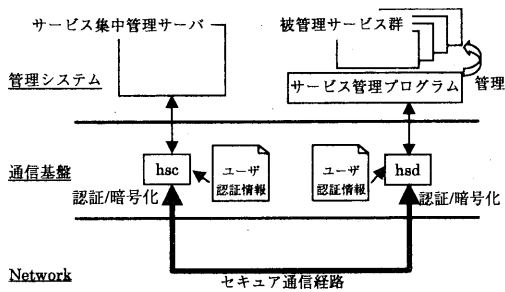 サービス集中管理サーバ
被管理サービス群
管理システム
サービス管理プログラム
管理
通信基盤
hsc
ユーザ
認証情報
ユーザ
認証情報
hsd
認証/暗号化
認証/暗号化
Network
セキュア通信経路